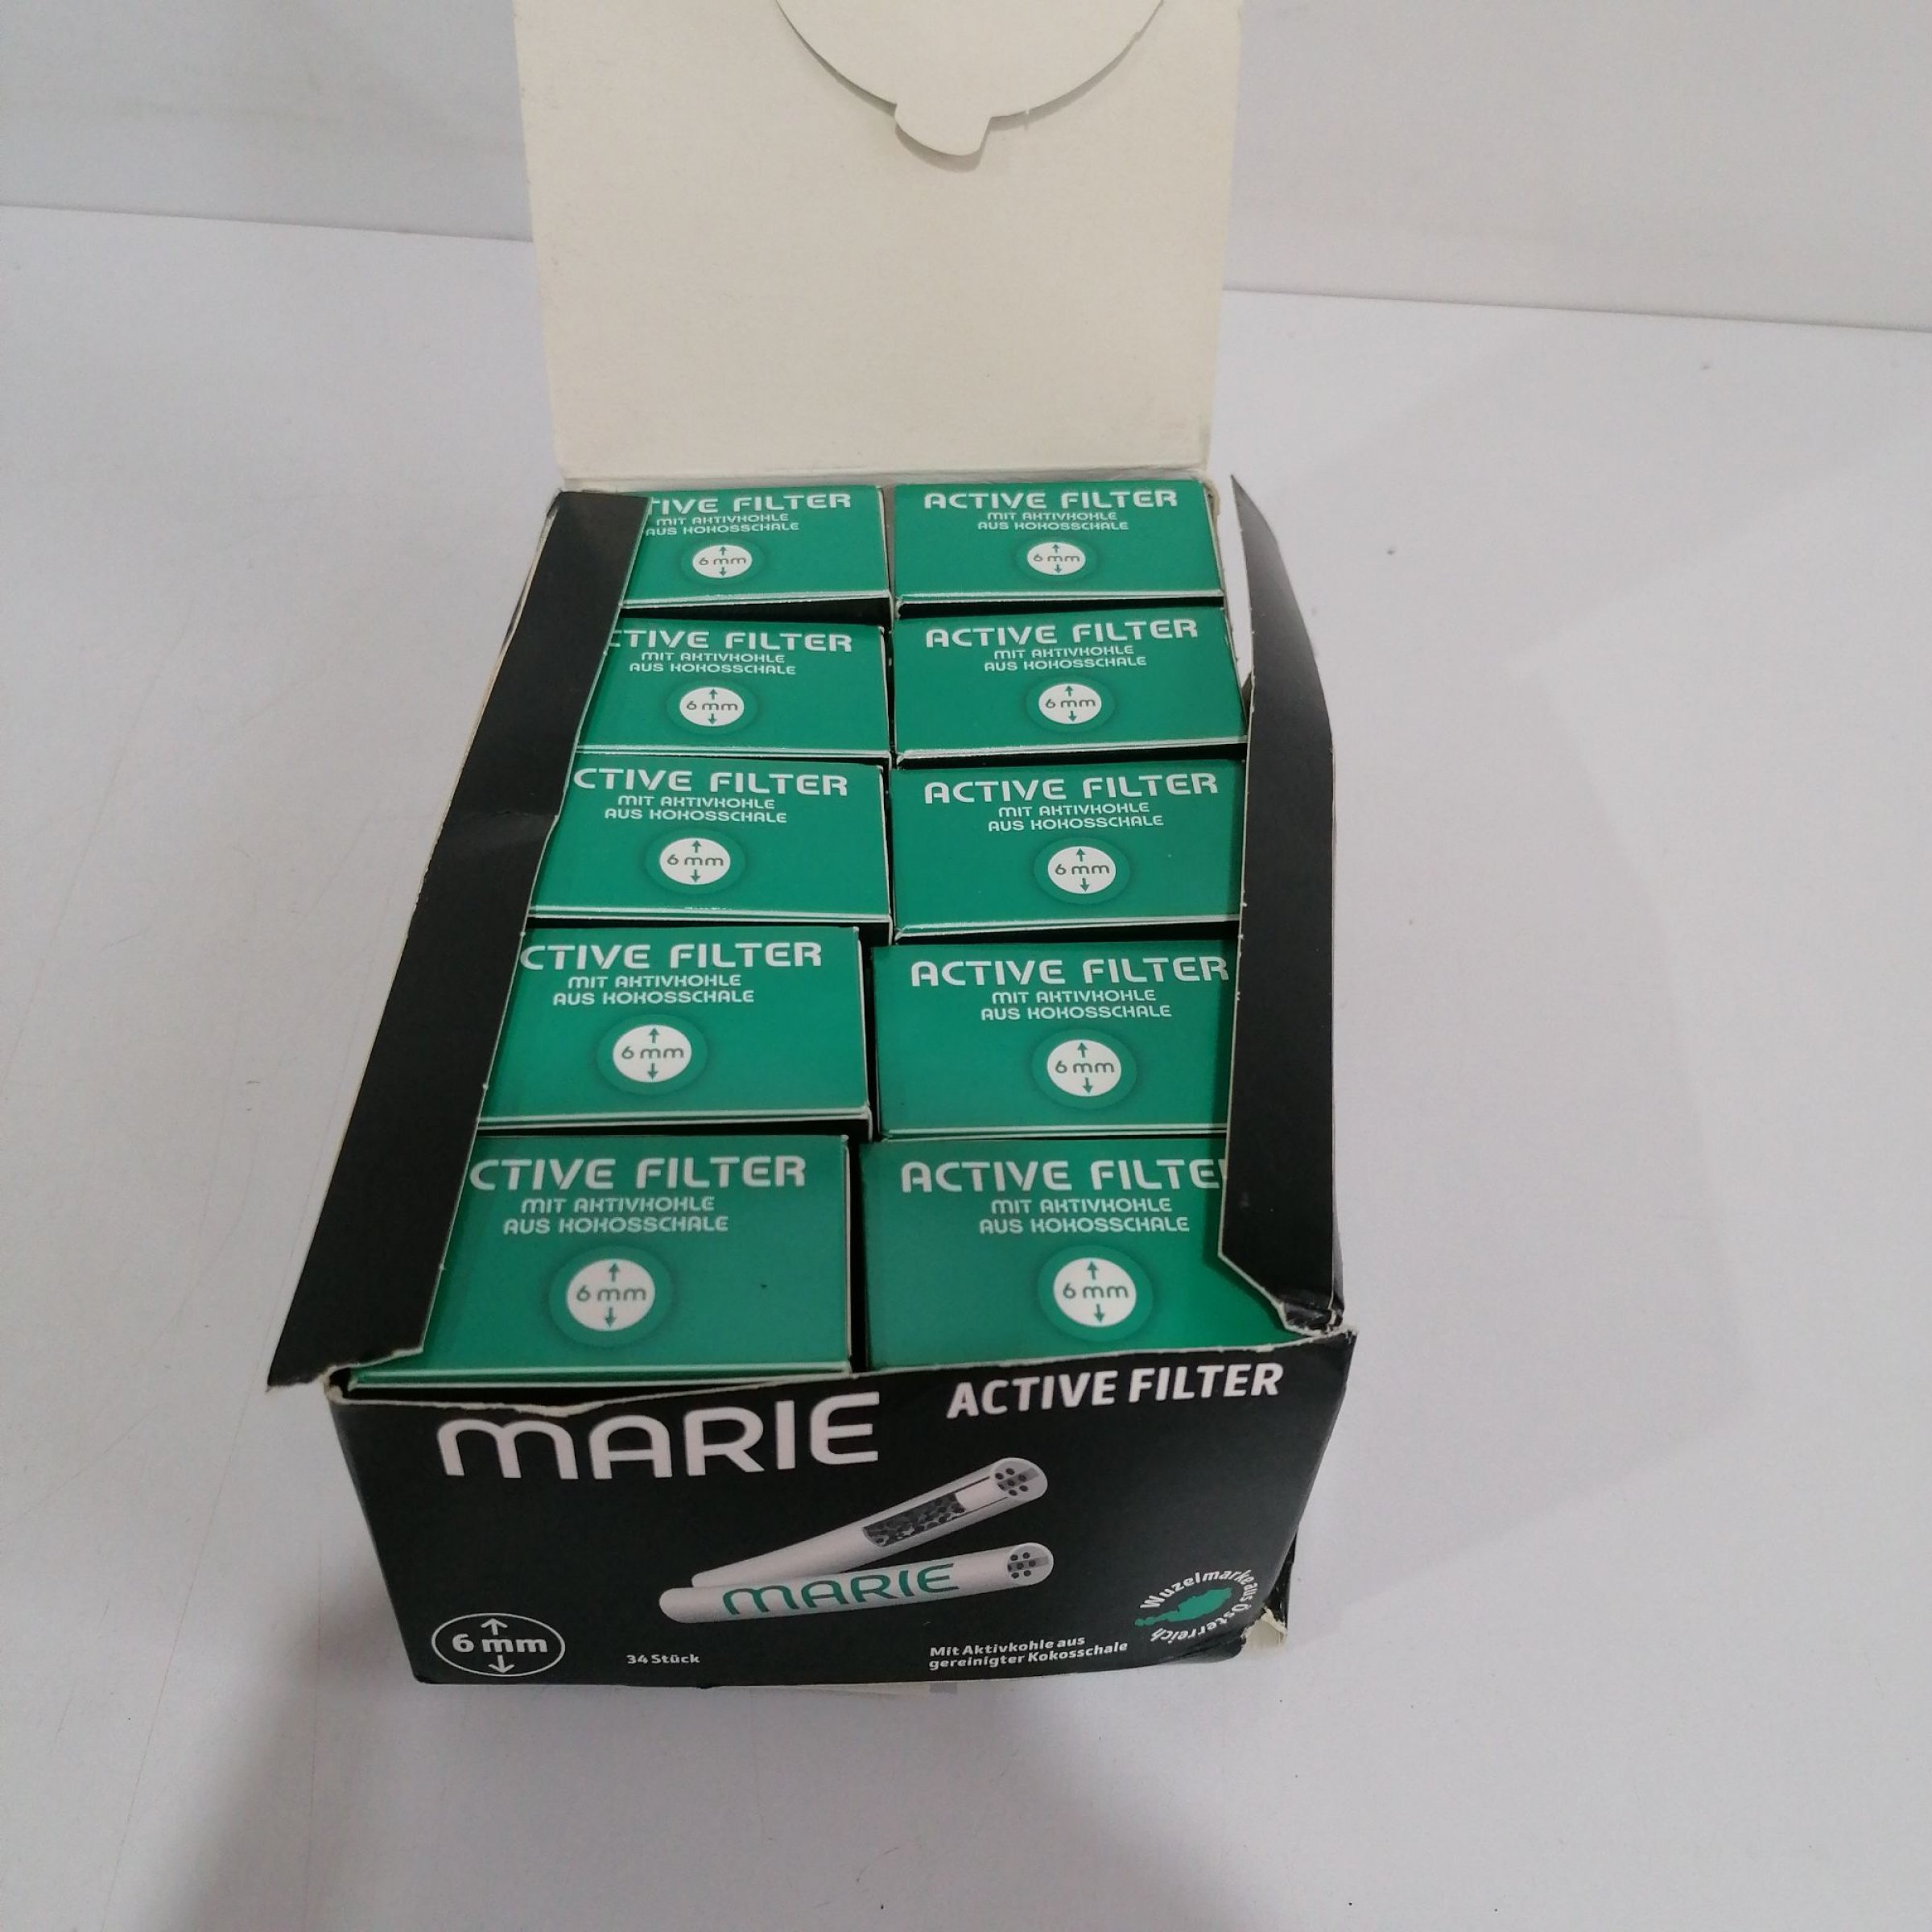 TIVE FILTER
MIT AKTIVKOHLE
AUS KOKOSSCHALE
6 mm
ACTIVE FILTER
MIT AKTIVKOHLE
AUS KOKOSSCHALE
6 mm
CTIVE FILTER
MIT AKTIVKOHLE
AUS KOKOSSCHALE
6 mm
ACTIVE FILTER
MIT AKTIVKOHLE
AUS KOKOSSCHALE
6 mm
CTIVE FILTER
MIT AKTIVKOHLE
AUS KOKOSSCHALE
6 mm
ACTIVE FILTER
MIT AKTIVKOHLE
AUS KOKOSSCHALE
6 mm
CTIVE FILTER
MIT AKTIVKOHLE
AUS KOKOSSCHALE
6 mm
ACTIVE FILTER
MIT AKTIVKOHLE
AUS KOKOSSCHALE
6 mm
CTIVE FILTER
MIT AKTIVKOHLE
AUS KOKOSSCHALE
6 mm
ACTIVE FILTE
MIT AKTIVKOHLE
AUS KOKOSSCHALE
6 mm
MARIE
ACTIVE FILTER
MARIE
6 mm
34 Stück
Mit Aktivkohle aus
gereinigter Kokosschale
Wuzelmarke aus Österreich